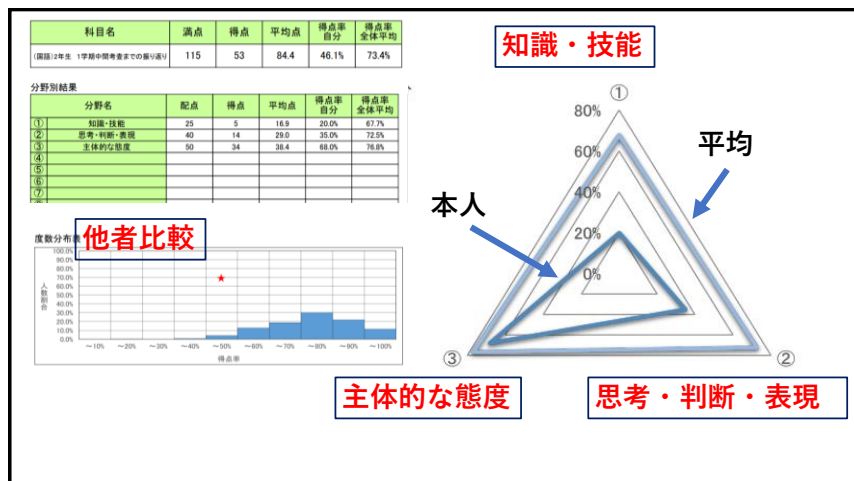 科目名 満点 得点 平均点 得点率自分 得点率全体平均
(国語)2年生 1学期中間考査までの振り返り 115 53 84.4 46.1% 73.4%
分野別結果
分野名 配点 得点 平均点 得点率自分 得点率全体平均
① 知識・技能 25 5 16.9 20.0% 67.7%
② 思考・判断・表現 40 14 29.0 35.0% 72.5%
③ 主体的な態度 50 34 38.4 68.0% 76.8%
④
⑤
⑥
⑦
他者比較
度数分布表
人数割合
100.0%
90.0%
80.0%
70.0%
60.0%
50.0%
40.0%
30.0%
20.0%
10.0%
0.0%
~10% ~20% ~30% ~40% ~50% ~60% ~70% ~80% ~90% ~100%
得点率
知識・技能
①
80%
60%
40%
20%
0%
平均
本人
③
②
主体的な態度
思考・判断・表現